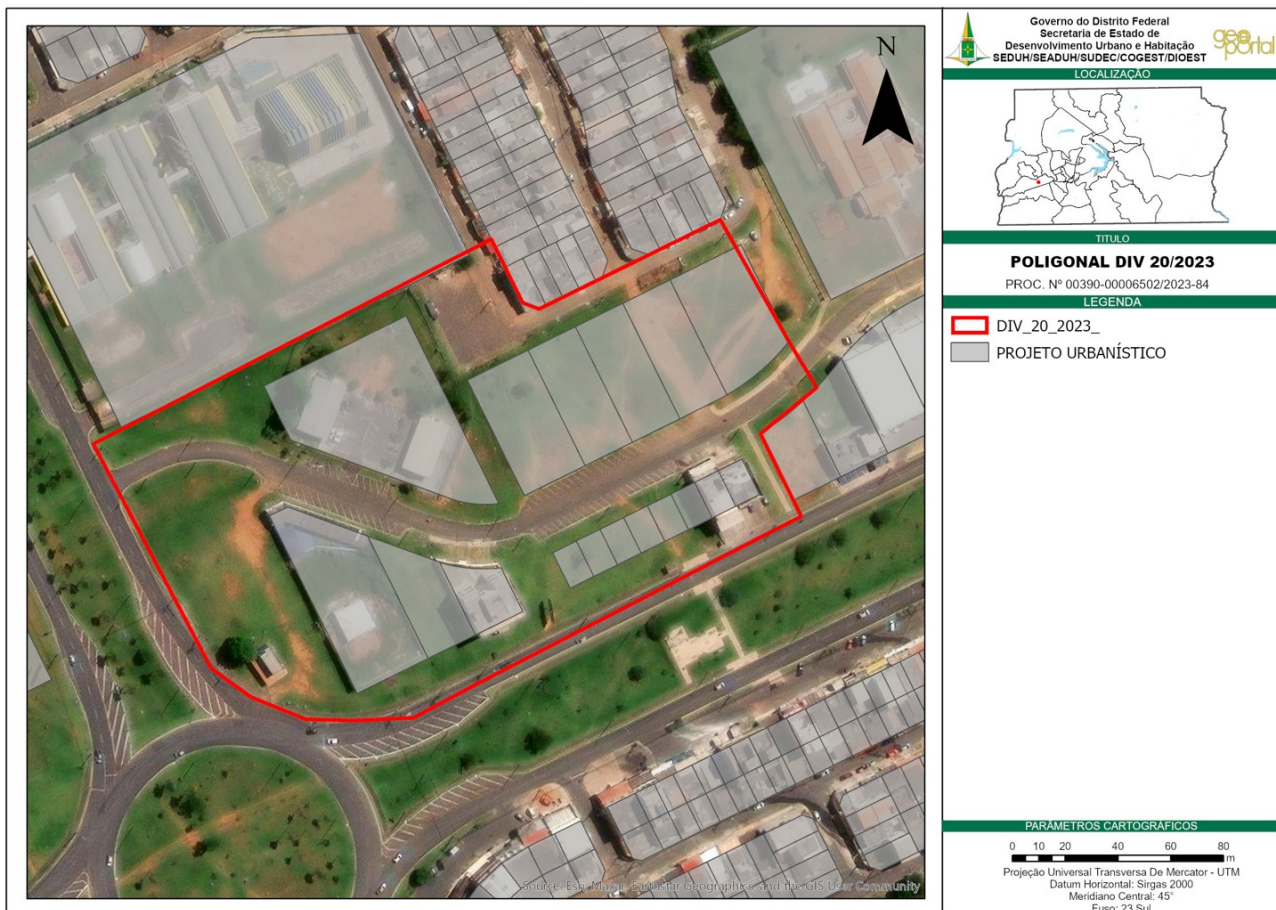 N
Source: Esri, Maxar, Earthstar Geographics, and the GIS User Community
Governo do Distrito Federal
Secretaria de Estado de
Desenvolvimento Urbano e Habitação
SEDUH/SEADUH/SUDEC/COGEST/DIOEST
geoportal
LOCALIZAÇÃO
TITULO
POLIGONAL DIV 20/2023
PROC. Nº 00390-00006502/2023-84
LEGENDA
DIV_20_2023_
PROJETO URBANÍSTICO
PARÂMETROS CARTOGRÁFICOS
0 10 20 40 60 80
m
Projeção Universal Transversa De Mercator - UTM
Datum Horizontal: Sirgas 2000
Meridiano Central: 45°
Fuso: 23 Sul